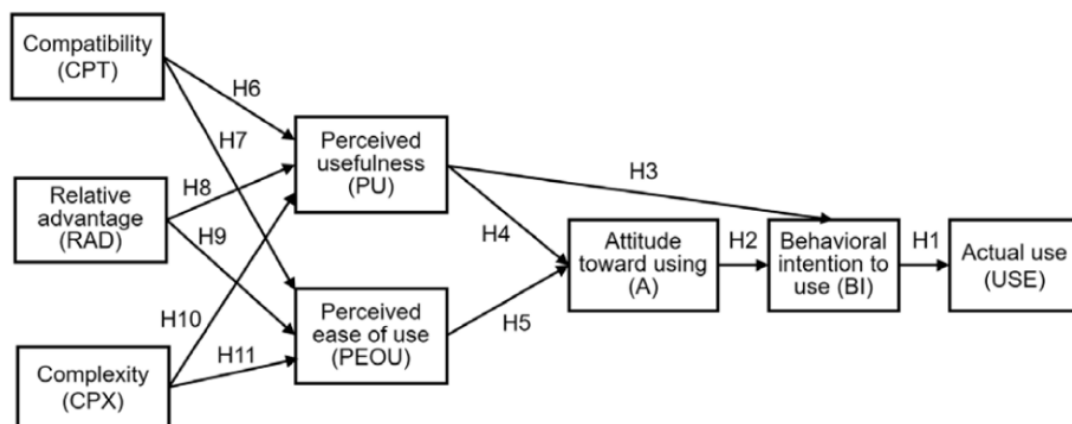 Compatibility
(CPT)
H6
H7
Perceived
usefulness
(PU)
H3
Relative
advantage
(RAD)
H8
H9
H4
Attitude
toward using
(A)
H2
Behavioral
intention to
use (BI)
H1
Actual use
(USE)
H10
Perceived
ease of use
(PEOU)
H5
H11
Complexity
(CPX)